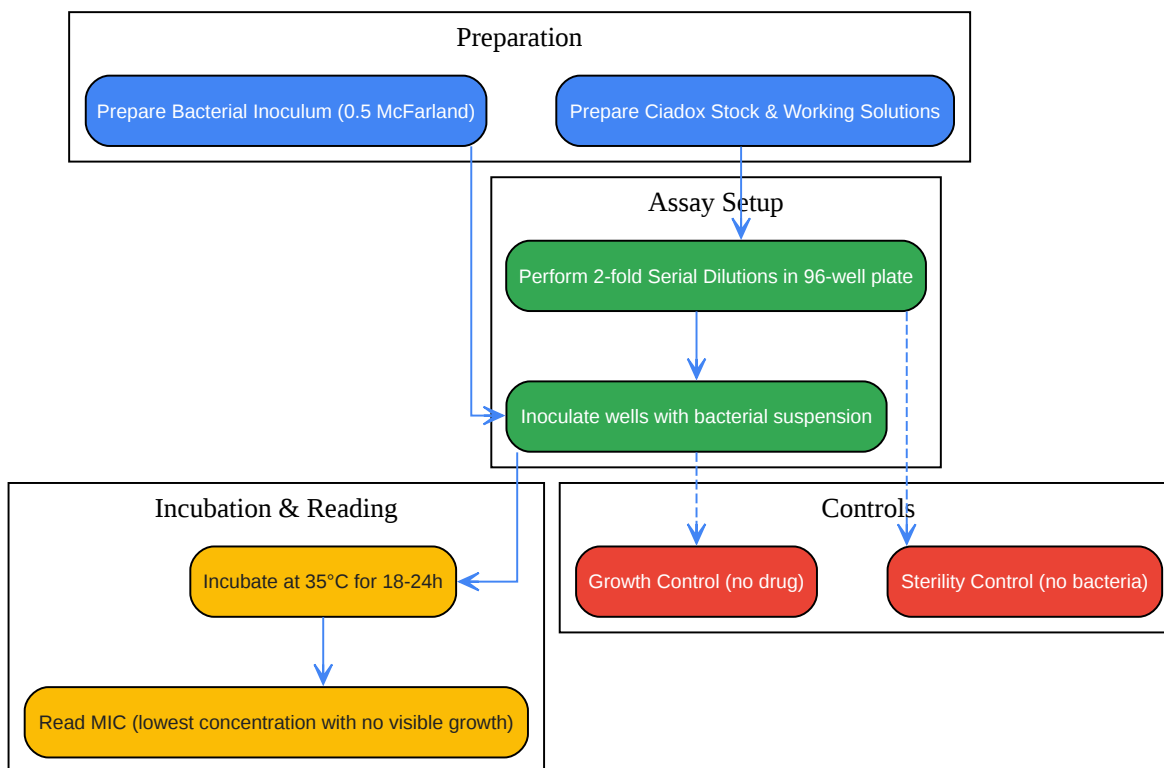 Preparation
Prepare Bacterial Inoculum (0.5 McFarland)
Prepare Ciadox Stock & Working Solutions
Assay Setup
Perform 2-fold Serial Dilutions in 96-well plate
Inoculate wells with bacterial suspension
Incubation & Reading
Incubate at 35°C for 18-24h
Read MIC (lowest concentration with no visible growth)
Controls
Growth Control (no drug)
Sterility Control (no bacteria)